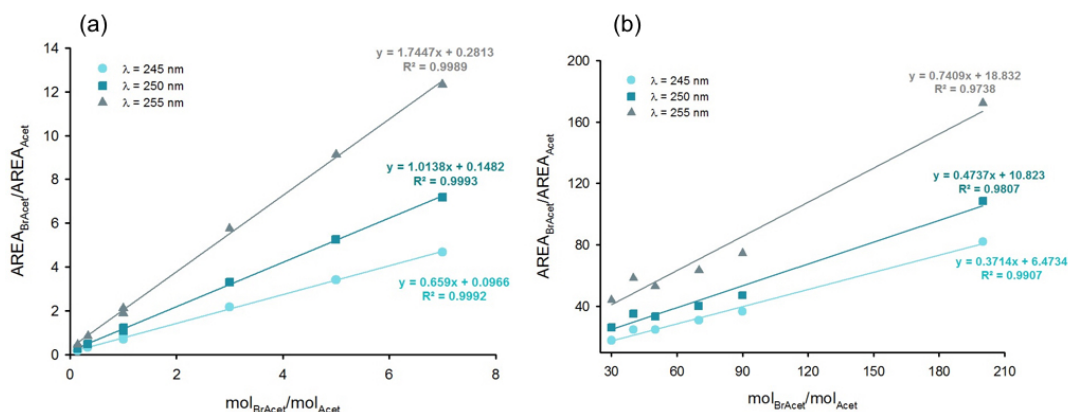 (a)
14
12
10
8
6
4
2
0
AREA_BrAcet/AREA_Acet
λ = 245 nm
λ = 250 nm
λ = 255 nm
y = 1.7447x + 0.2813
R² = 0.9989
y = 1.0138x + 0.1482
R² = 0.9993
y = 0.659x + 0.0966
R² = 0.9992
0 2 4 6 8
mol_BrAcet/mol_Acet
(b)
200
160
120
80
40
0
AREA_BrAcet/AREA_Acet
λ = 245 nm
λ = 250 nm
λ = 255 nm
y = 0.7409x + 18.832
R² = 0.9738
y = 0.4737x + 10.823
R² = 0.9807
y = 0.3714x + 6.4734
R² = 0.9907
30 60 90 120 150 180 210
mol_BrAcet/mol_Acet